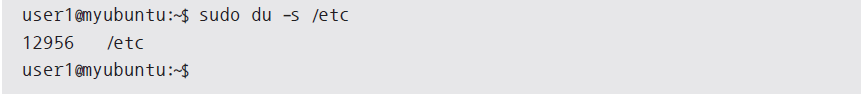 user1@myubuntu:~$ sudo du -s /etc
12956   /etc
user1@myubuntu:~$